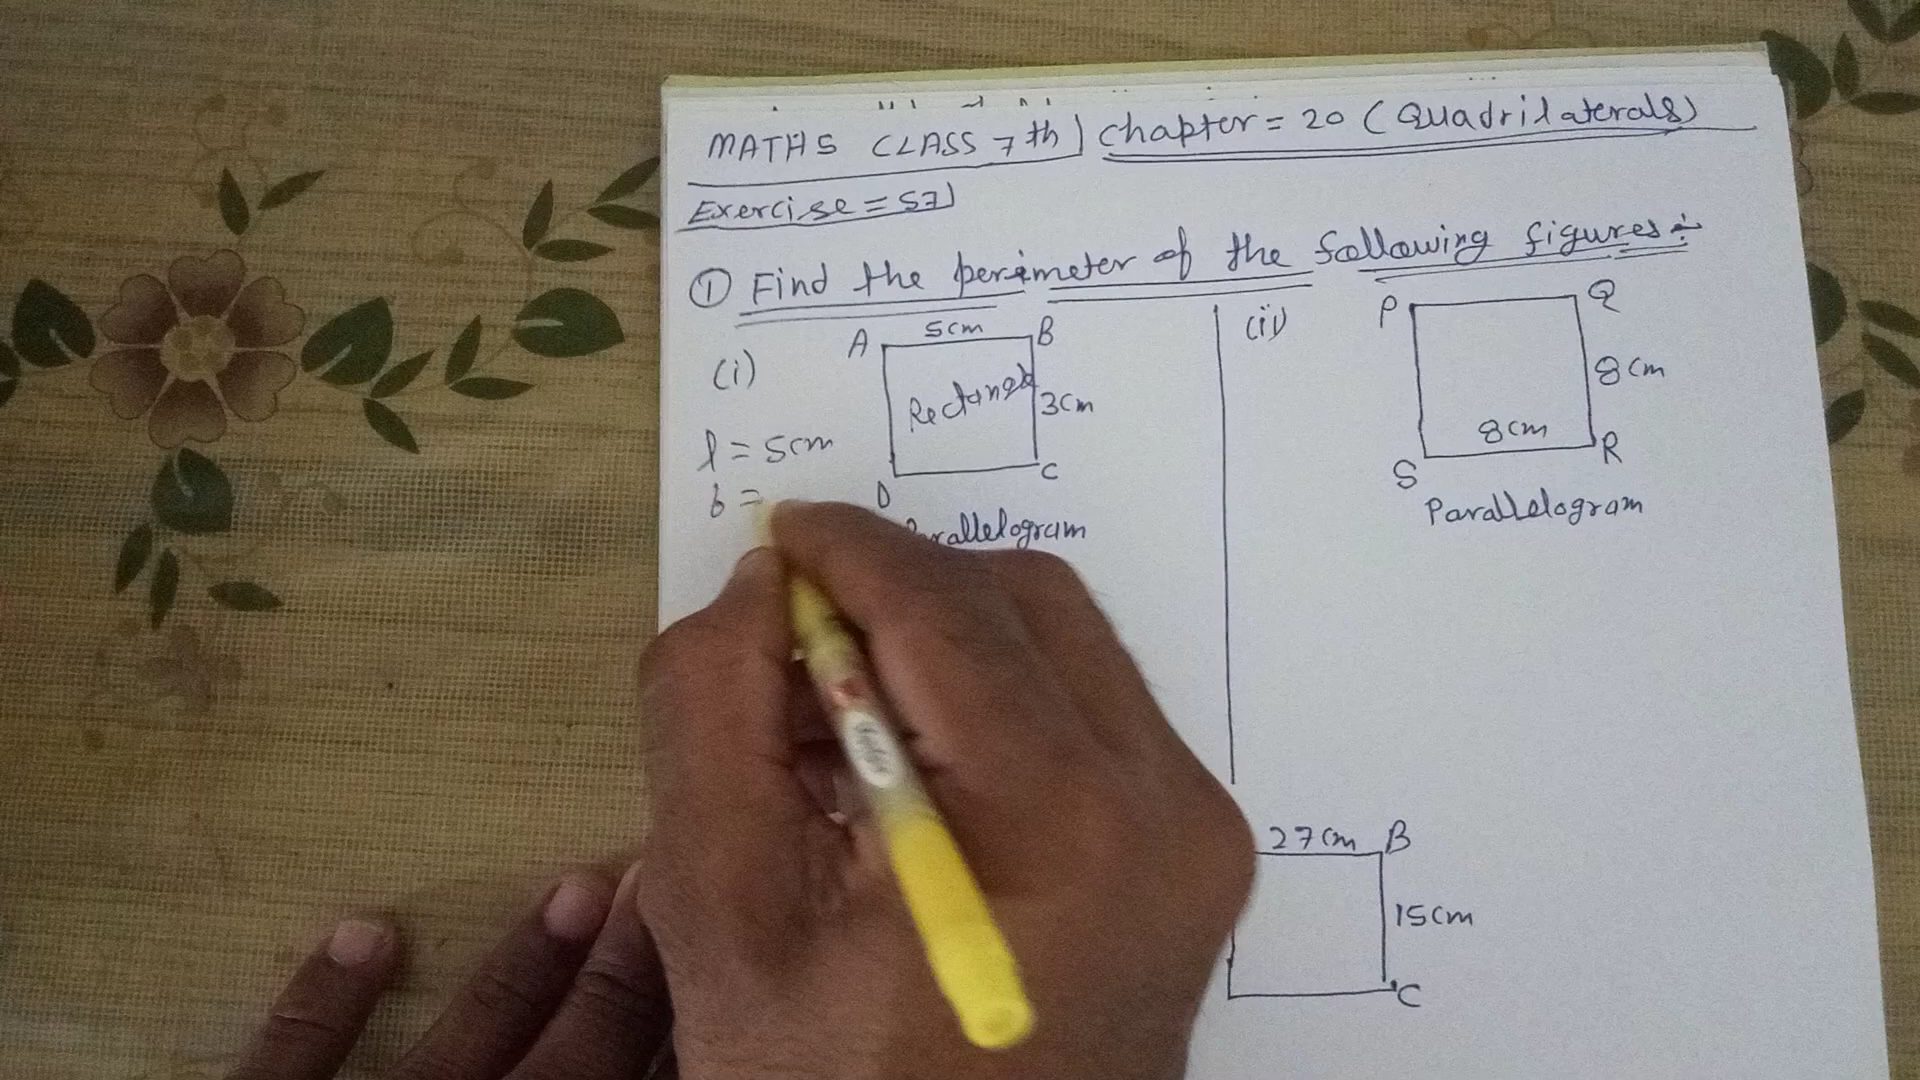 MATHS CLASS 7th chapter = 20 (Quadrilaterals)
Exercise = 57
① Find the perimeter of the following figures :-
(i)
A 5cm B
Rectangle
3cm
D C
l = 5cm
b =
Parallelogram
(ii)
P Q
8cm
8cm
S R
Parallelogram
27cm B
15cm
C